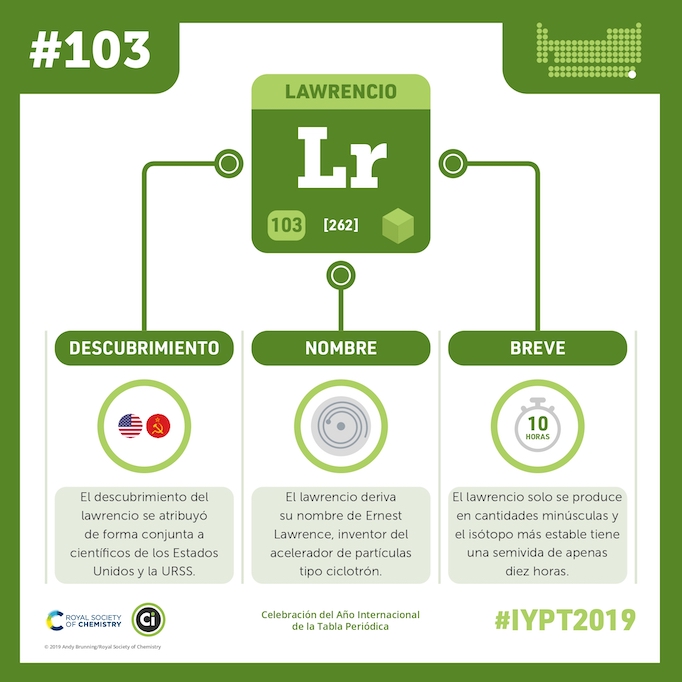 #103
LAWRENCIO
Lr
103
[262]
DESCUBRIMIENTO
El descubrimiento del
lawrencio se atribuyó
de forma conjunta a
científicos de los Estados
Unidos y la URSS.
NOMBRE
El lawrencio deriva
su nombre de Ernest
Lawrence, inventor del
acelerador de partículas
tipo ciclotrón.
BREVE
10
HORAS
El lawrencio solo se produce
en cantidades minúsculas y
el isótopo más estable tiene
una semivida de apenas
diez horas.
ROYAL SOCIETY
OF CHEMISTRY
Ci
Celebración del Año Internacional
de la Tabla Periódica
#IYPT2019
© 2019 Andy Brunning/Royal Society of Chemistry